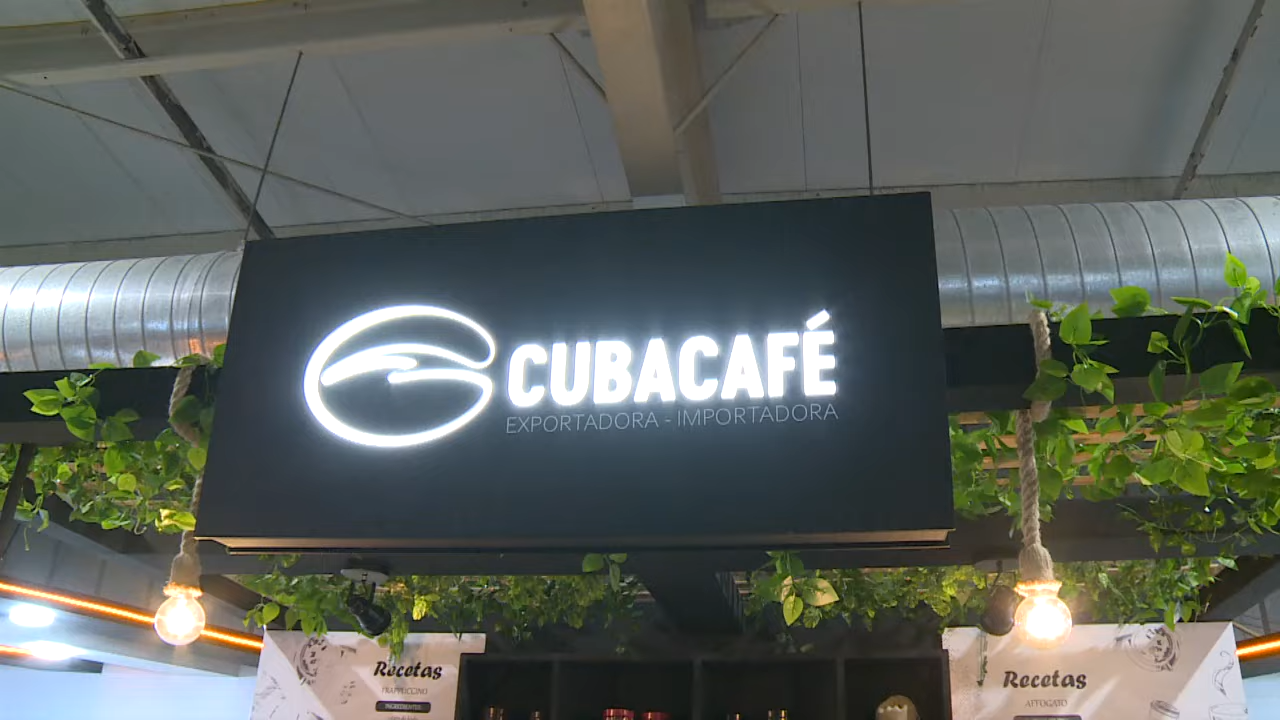 CUBACAFÉ
EXPORTADORA - IMPORTADORA
Recetas
FRAPPUCCINO
INGREDIENTES
Recetas
AFFOGATO